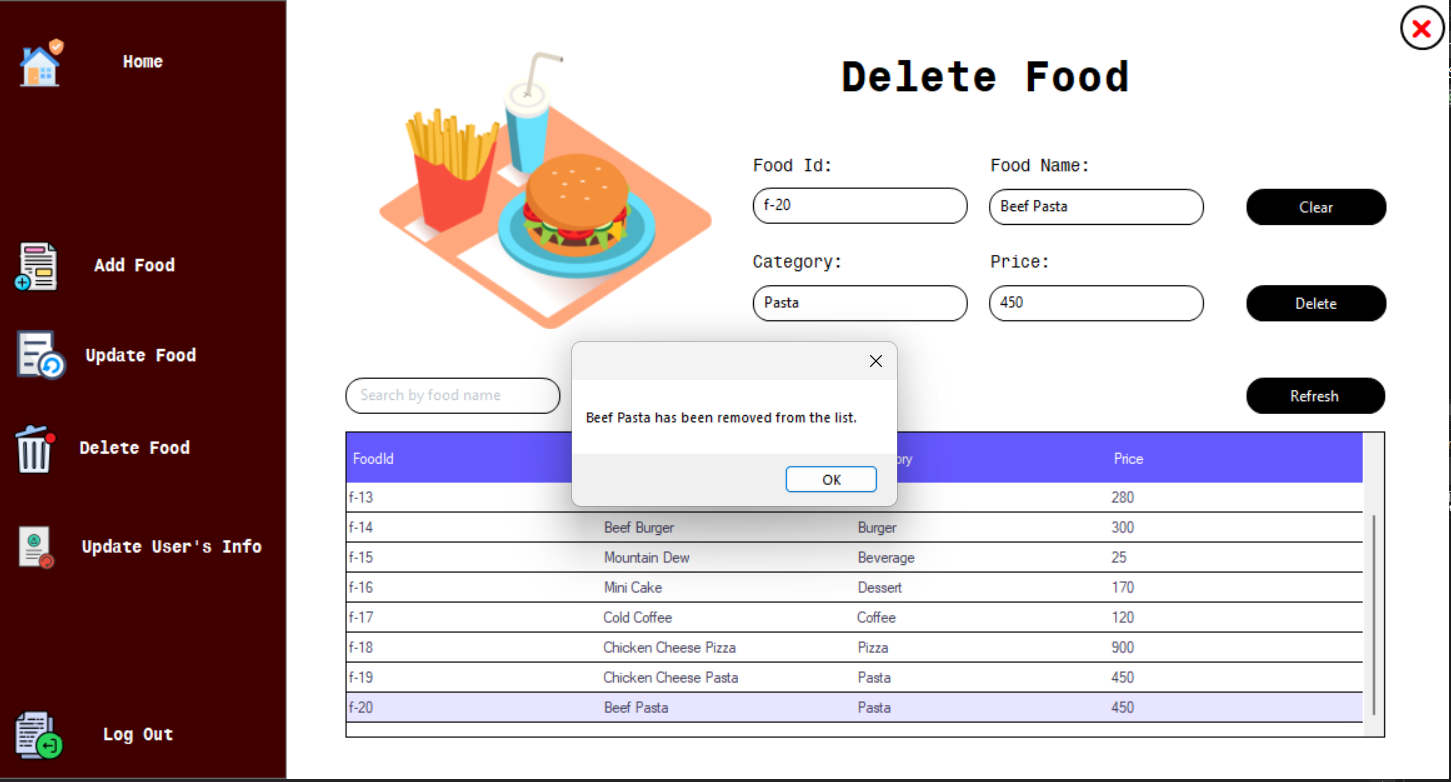 Home
Add Food
Update Food
Delete Food
Update User's Info
Log Out
Delete Food
Food Id:
Food Name:
f-20
Beef Pasta
Clear
Category:
Price:
Pasta
450
Delete
Search by food name
Refresh
Beef Pasta has been removed from the list.
OK
FoodId
Price
f-13 280
f-14 Beef Burger Burger 300
f-15 Mountain Dew Beverage 25
f-16 Mini Cake Dessert 170
f-17 Cold Coffee Coffee 120
f-18 Chicken Cheese Pizza Pizza 900
f-19 Chicken Cheese Pasta Pasta 450
f-20 Beef Pasta Pasta 450